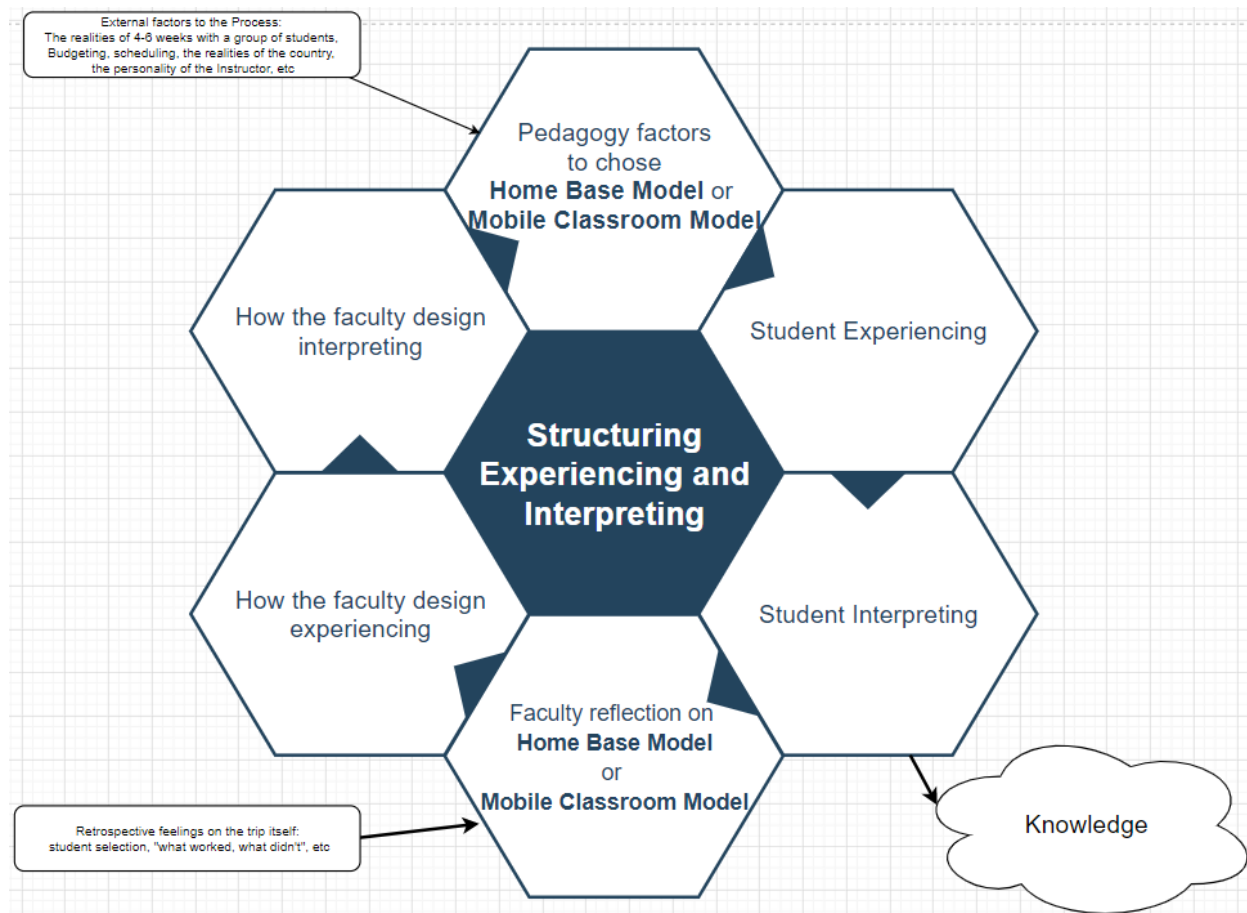 External factors to the Process:
The realities of 4-6 weeks with a group of students,
Budgeting, scheduling, the realities of the country,
the personality of the Instructor, etc
Pedagogy factors
to chose
Home Base Model or
Mobile Classroom Model
How the faculty design
interpreting
Student Experiencing
Structuring
Experiencing and
Interpreting
How the faculty design
experiencing
Student Interpreting
Faculty reflection on
Home Base Model
or
Mobile Classroom Model
Retrospective feelings on the trip itself:
student selection, "what worked, what didn't", etc
Knowledge